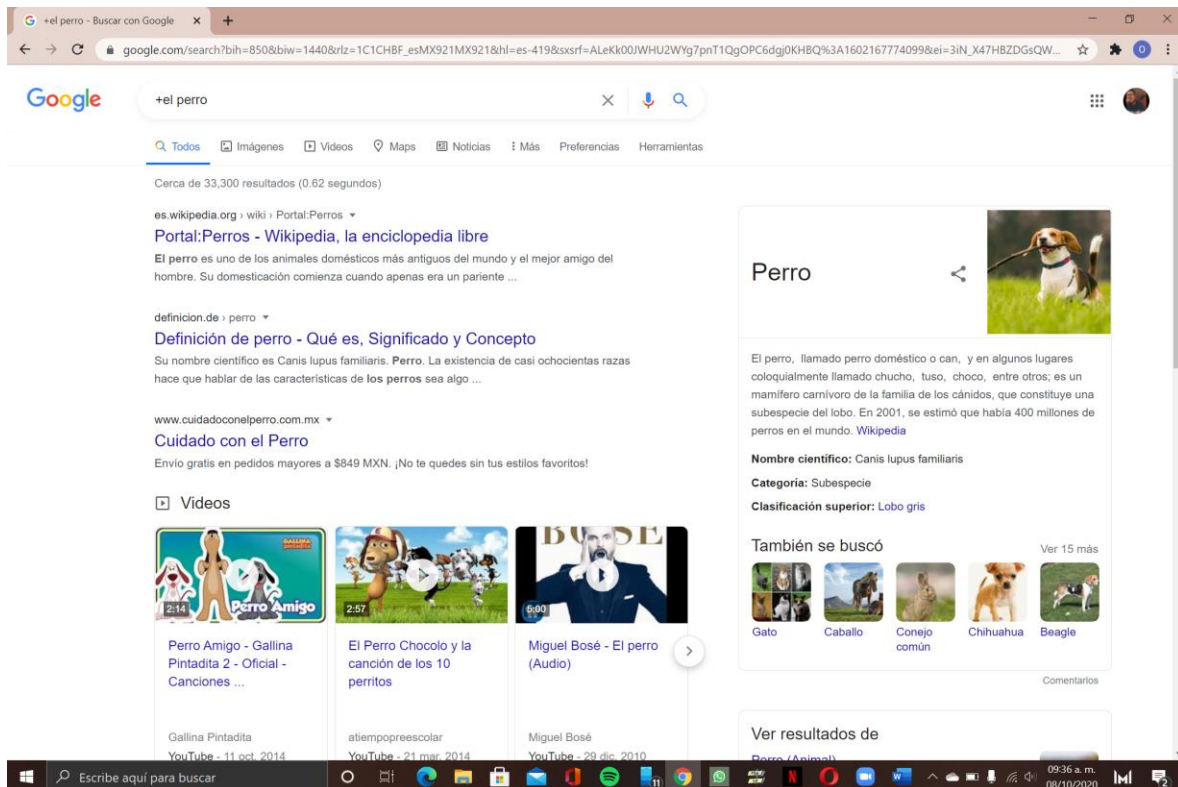 +el perro - Buscar con Google
google.com/search?bih=850&biw=1440&rlz=1C1CHBF_esMX921MX921&hl=es-419&sxsrf=ALeKk00JWHU2WYg7pnT1QgOPC6dgj0KHBQ%3A1602167774099&ei=3iN_X47HBZDGsQW...
O
Google
+el perro
Todos Imágenes Videos Maps Noticias Más Preferencias Herramientas
Cerca de 33,300 resultados (0.62 segundos)
es.wikipedia.org › wiki › Portal:Perros
Portal:Perros - Wikipedia, la enciclopedia libre
El perro es uno de los animales domésticos más antiguos del mundo y el mejor amigo del
hombre. Su domesticación comienza cuando apenas era un pariente ...
definicion.de › perro
Definición de perro - Qué es, Significado y Concepto
Su nombre científico es Canis lupus familiaris. Perro. La existencia de casi ochocientas razas
hace que hablar de las características de los perros sea algo ...
www.cuidadoconelperro.com.mx
Cuidado con el Perro
Envío gratis en pedidos mayores a $849 MXN. ¡No te quedes sin tus estilos favoritos!
Videos
GALLINA
Pintadita
Perro Amigo
2:14
2:57
BOSE
5:00
Perro Amigo - Gallina
Pintadita 2 - Oficial -
Canciones ...
Gallina Pintadita
YouTube - 11 oct. 2014
El Perro Chocolo y la
canción de los 10
perritos
atiempopreescolar
YouTube - 21 mar. 2014
Miguel Bosé - El perro
(Audio)
Miguel Bosé
YouTube - 29 dic. 2010
Perro
El perro, llamado perro doméstico o can, y en algunos lugares
coloquialmente llamado chucho, tuso, choco, entre otros; es un
mamífero carnívoro de la familia de los cánidos, que constituye una
subespecie del lobo. En 2001, se estimó que había 400 millones de
perros en el mundo. Wikipedia
Nombre científico: Canis lupus familiaris
Categoría: Subespecie
Clasificación superior: Lobo gris
También se buscó
Ver 15 más
Gato
Caballo
Conejo
común
Chihuahua
Beagle
Comentarios
Ver resultados de
Perro (Animal)
Escribe aquí para buscar
11
N
W
09:36 a. m.
08/10/2020
2